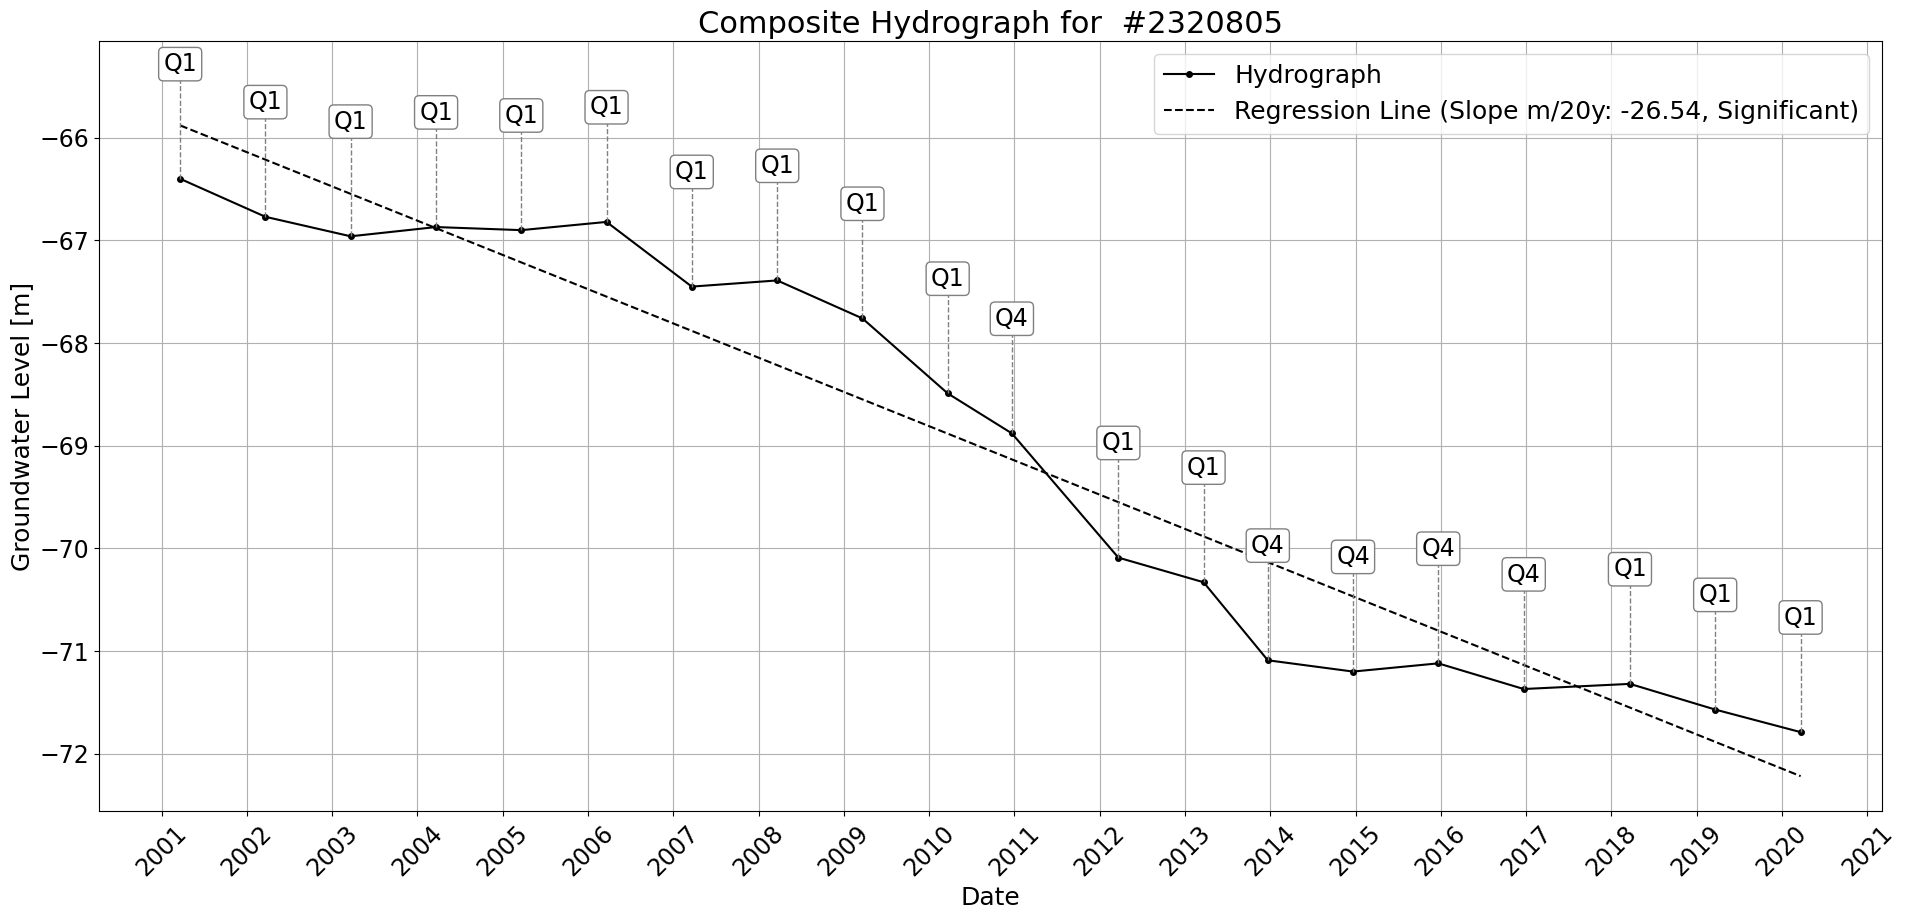 Composite Hydrograph for  #2320805
Hydrograph
Regression Line (Slope m/20y: -26.54, Significant)
Q1
Q1
Q1
Q1
Q1
Q1
Q1
Q1
Q1
Q1
Q4
Q1
Q1
Q4
Q4
Q4
Q4
Q1
Q1
Q1
Groundwater Level [m]
−66
−67
−68
−69
−70
−71
−72
2001
2002
2003
2004
2005
2006
2007
2008
2009
2010
2011
2012
2013
2014
2015
2016
2017
2018
2019
2020
2021
Date